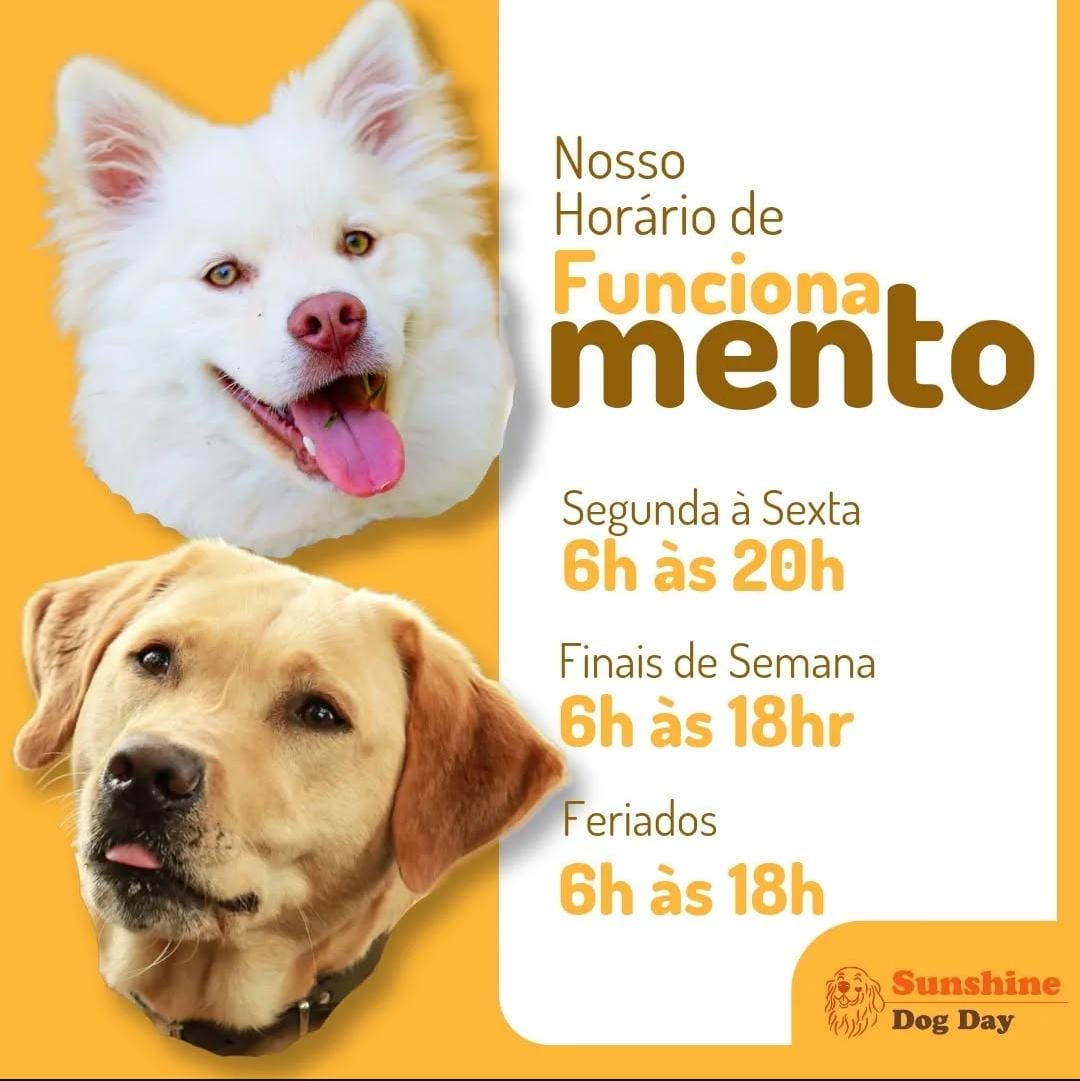 Nosso
Horário de
Funciona
mento
Segunda à Sexta
6h às 20h
Finais de Semana
6h às 18hr
Feriados
6h às 18h
Sunshine
Dog Day